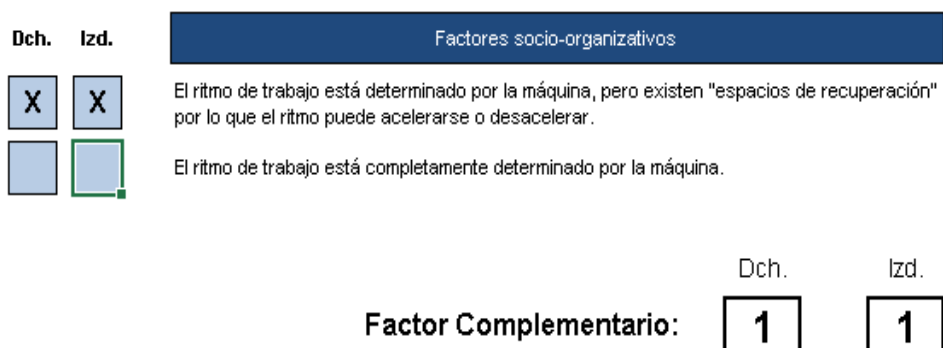 Dch. Izd. Factores socio-organizativos
X X El ritmo de trabajo está determinado por la máquina, pero existen "espacios de recuperación"
por lo que el ritmo puede acelerarse o desacelerar.
El ritmo de trabajo está completamente determinado por la máquina.
Dch. Izd.
Factor Complementario: 1 1